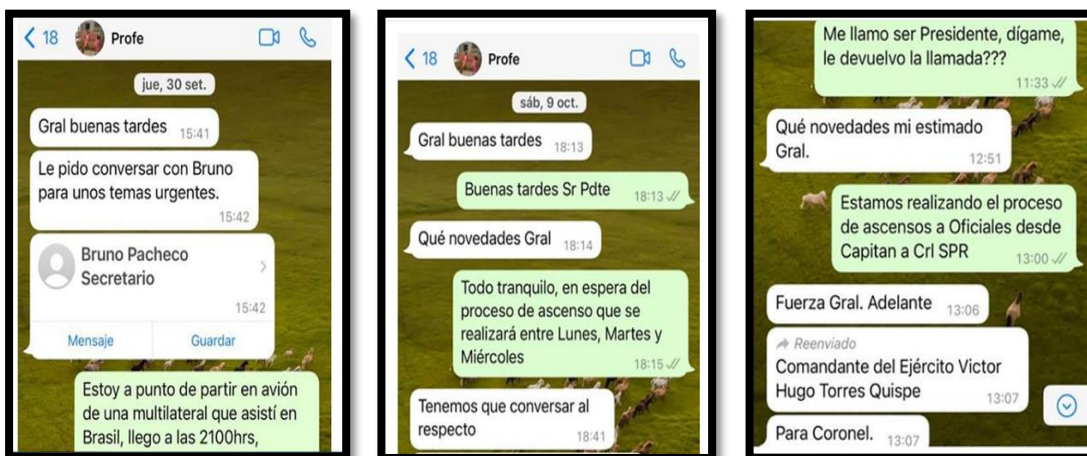 18 Profe
jue, 30 set.
Gral buenas tardes 15:41
Le pido conversar con Bruno
para unos temas urgentes.
15:42
Bruno Pacheco
Secretario
15:42
Mensaje Guardar
Estoy a punto de partir en avión
de una multilateral que asistí en
Brasil, llego a las 2100hrs,
18 Profe
sáb, 9 oct.
Gral buenas tardes 18:13
Buenas tardes Sr Pdte 18:13
Qué novedades Gral 18:14
Todo tranquilo, en espera del
proceso de ascenso que se
realizará entre Lunes, Martes y
Miércoles
18:15
Tenemos que conversar al
respecto
18:41
Me llamo ser Presidente, dígame,
le devuelvo la llamada???
11:33
Qué novedades mi estimado
Gral.
12:51
Estamos realizando el proceso
de ascensos a Oficiales desde
Capitan a Crl SPR
13:00
Fuerza Gral. Adelante 13:06
Reenviado
Comandante del Ejército Victor
Hugo Torres Quispe
13:07
Para Coronel. 13:07